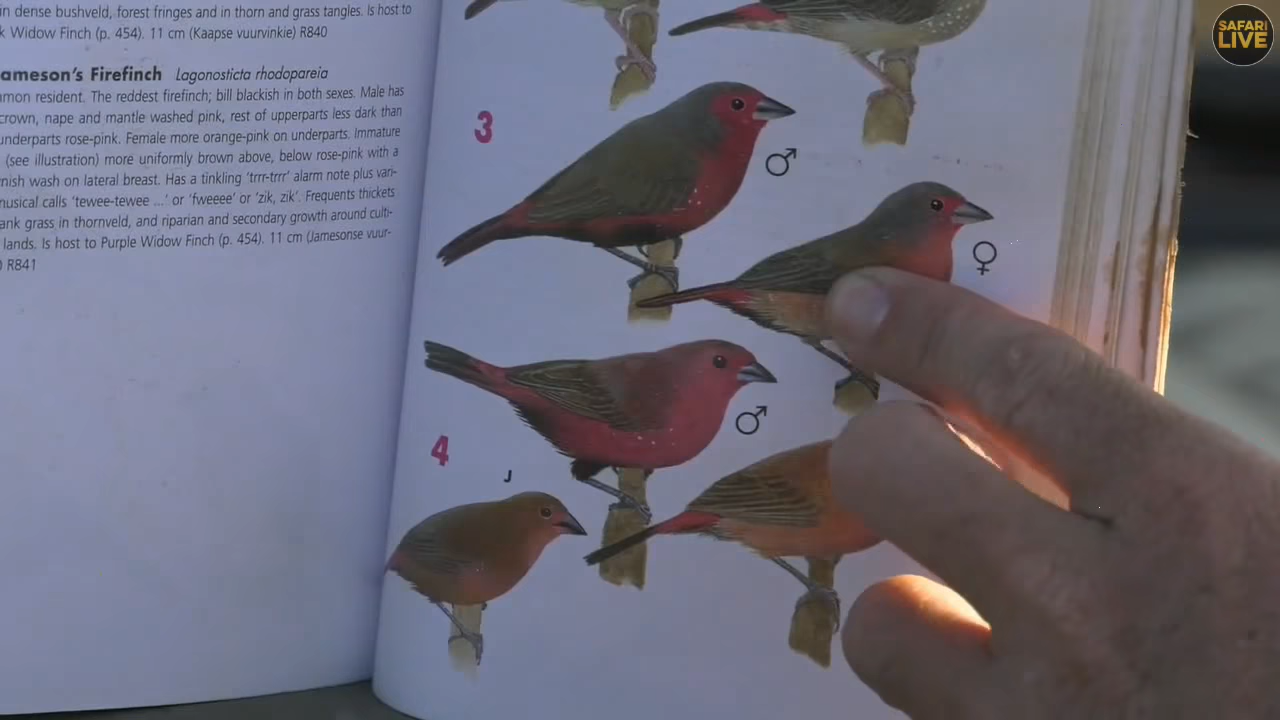 in dense bushveld, forest fringes and in thorn and grass tangles. Is host to
k Widow Finch (p. 454). 11 cm (Kaapse vuurvinkie) R840
ameson's Firefinch Lagonosticta rhodopareia
mon resident. The reddest firefinch; bill blackish in both sexes. Male has
crown, nape and mantle washed pink, rest of upperparts less dark than
underparts rose-pink. Female more orange-pink on underparts. Immature
(see illustration) more uniformly brown above, below rose-pink with a
nish wash on lateral breast. Has a tinkling 'trrr-trrr' alarm note plus van-
musical calls 'tewee-tewee ...' or 'fweeee' or 'zik, zik'. Frequents thickets
ank grass in thornveld, and riparian and secondary growth around culti-
lands. Is host to Purple Widow Finch (p. 454). 11 cm (Jamesonse vuur-
) R841
3
♂
♀
4
♂
J
SAFARI
LIVE